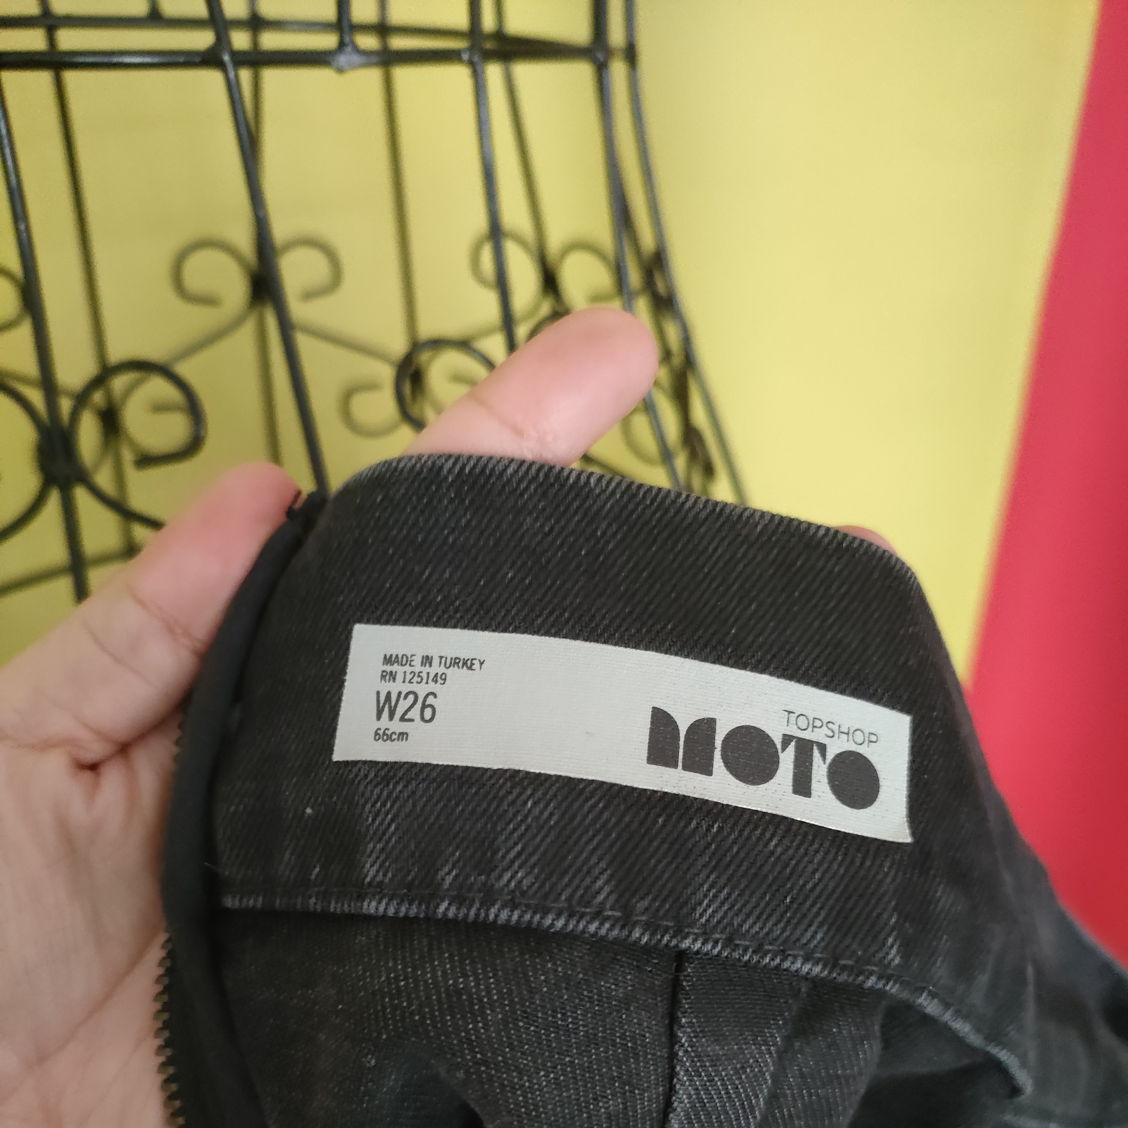 MADE IN TURKEY
RN 125149
W26
66cm
TOPSHOP
MOTO